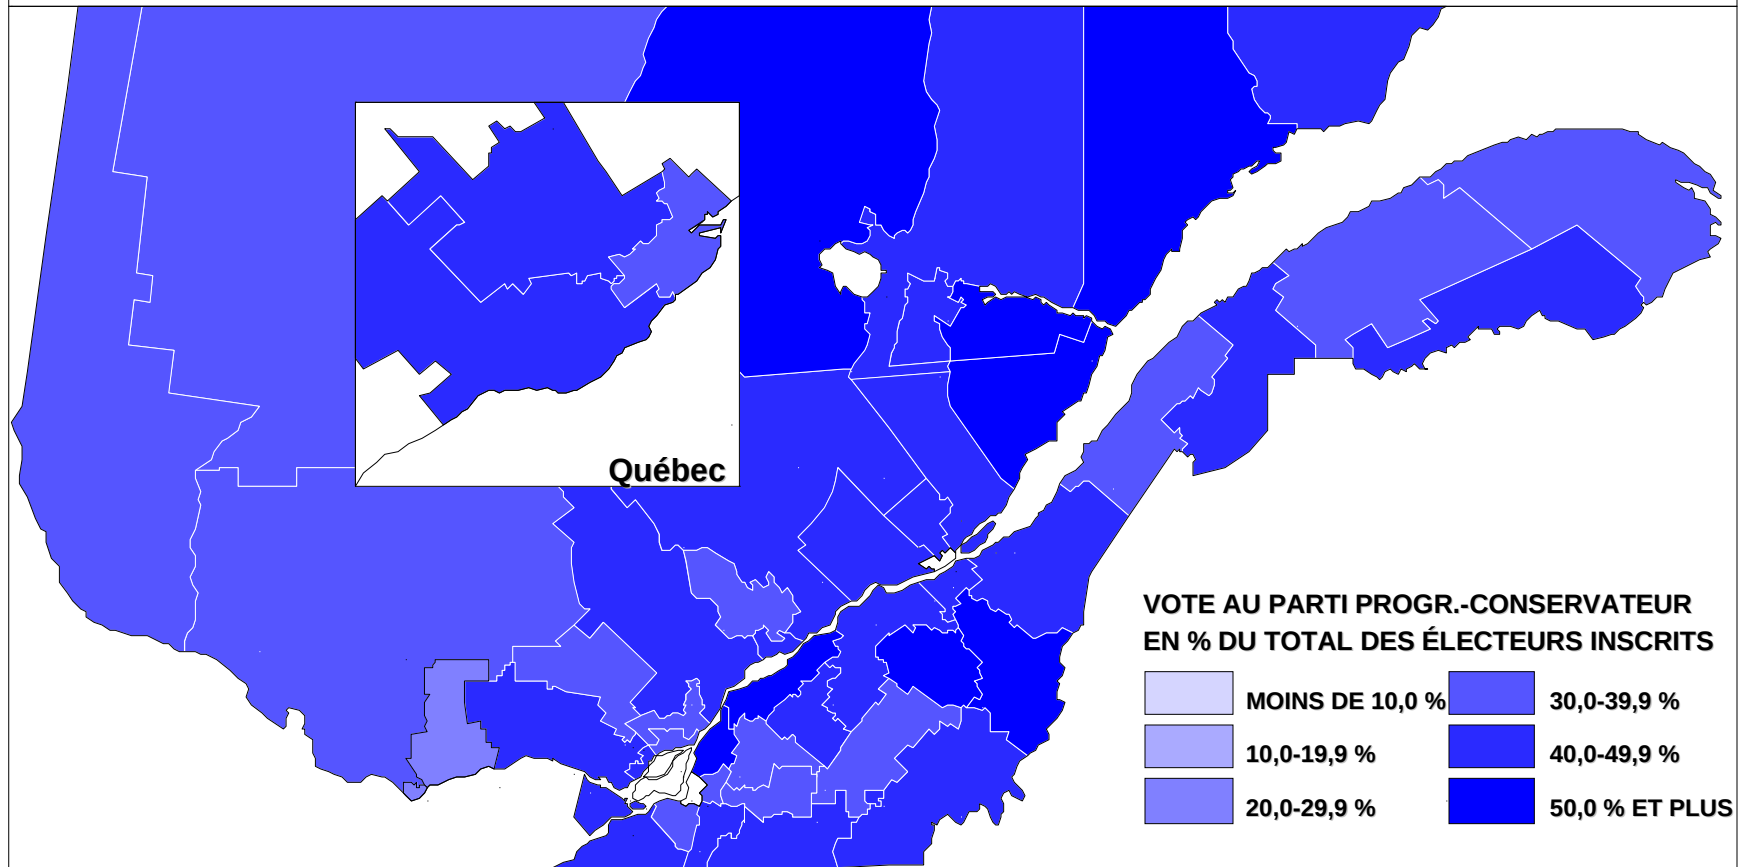 Québec
VOTE AU PARTI PROGR.-CONSERVATEUR
EN % DU TOTAL DES ÉLECTEURS INSCRITS
MOINS DE 10,0 %
30,0-39,9 %
10,0-19,9 %
40,0-49,9 %
20,0-29,9 %
50,0 % ET PLUS